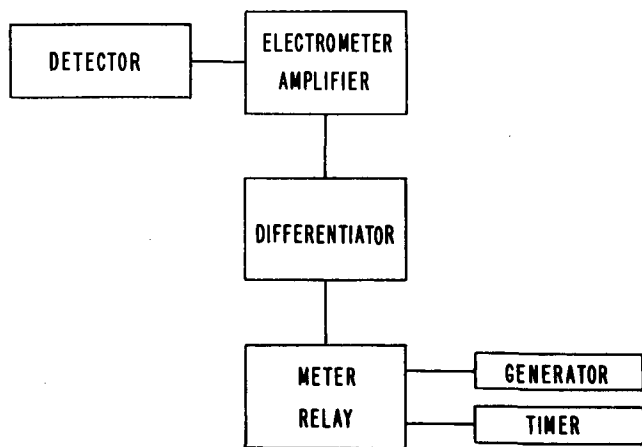 DETECTOR
ELECTROMETER
AMPLIFIER
DIFFERENTIATOR
METER
RELAY
GENERATOR
TIMER